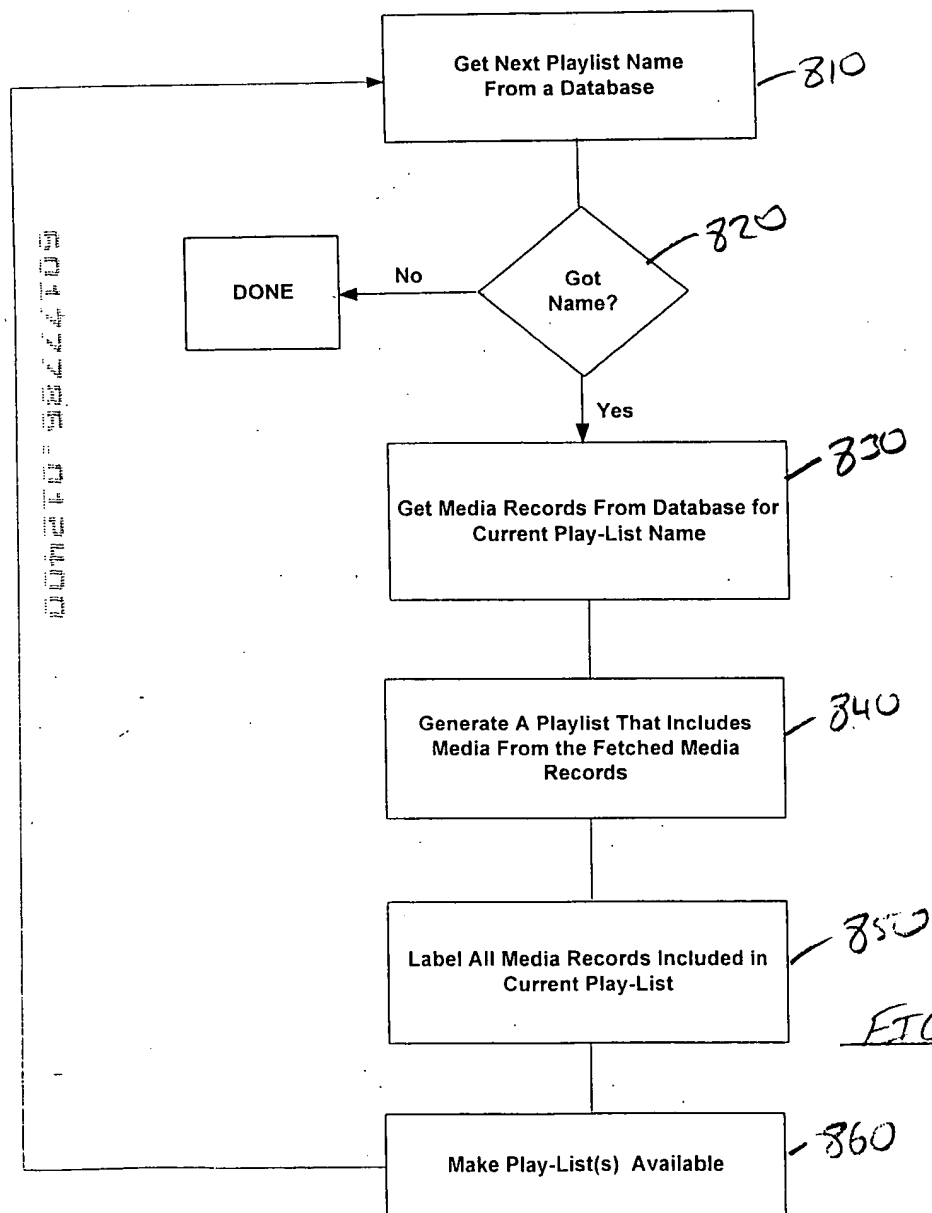 Get Next Playlist Name
From a Database
810
820
Got
Name?
No
DONE
Yes
830
Get Media Records From Database for
Current Play-List Name
840
Generate A Playlist That Includes
Media From the Fetched Media
Records
850
Label All Media Records Included in
Current Play-List
860
Make Play-List(s) Available